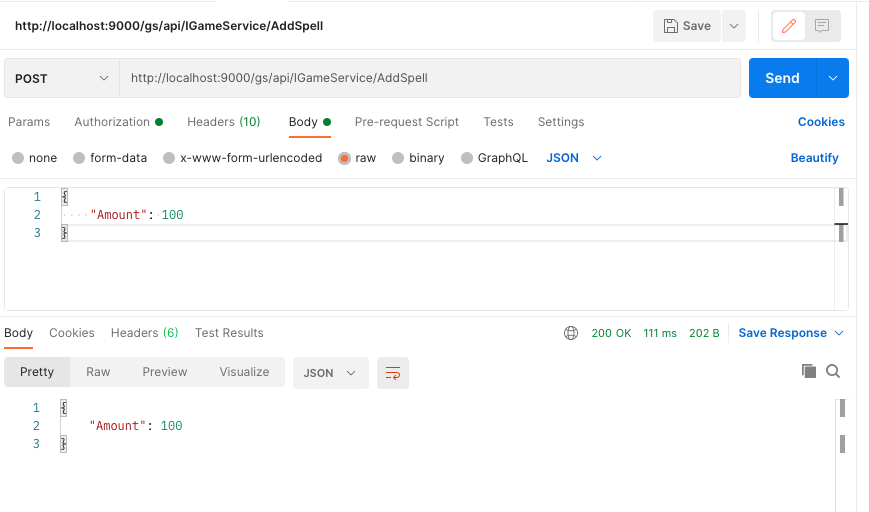 http://localhost:9000/gs/api/IGameService/AddSpell Save
POST http://localhost:9000/gs/api/IGameService/AddSpell Send
Params Authorization Headers (10) Body Pre-request Script Tests Settings Cookies
none form-data x-www-form-urlencoded raw binary GraphQL JSON Beautify
1 {
2 "Amount": 100
3 }
Body Cookies Headers (6) Test Results 200 OK 111 ms 202 B Save Response
Pretty Raw Preview Visualize JSON
1 {
2 "Amount": 100
3 }